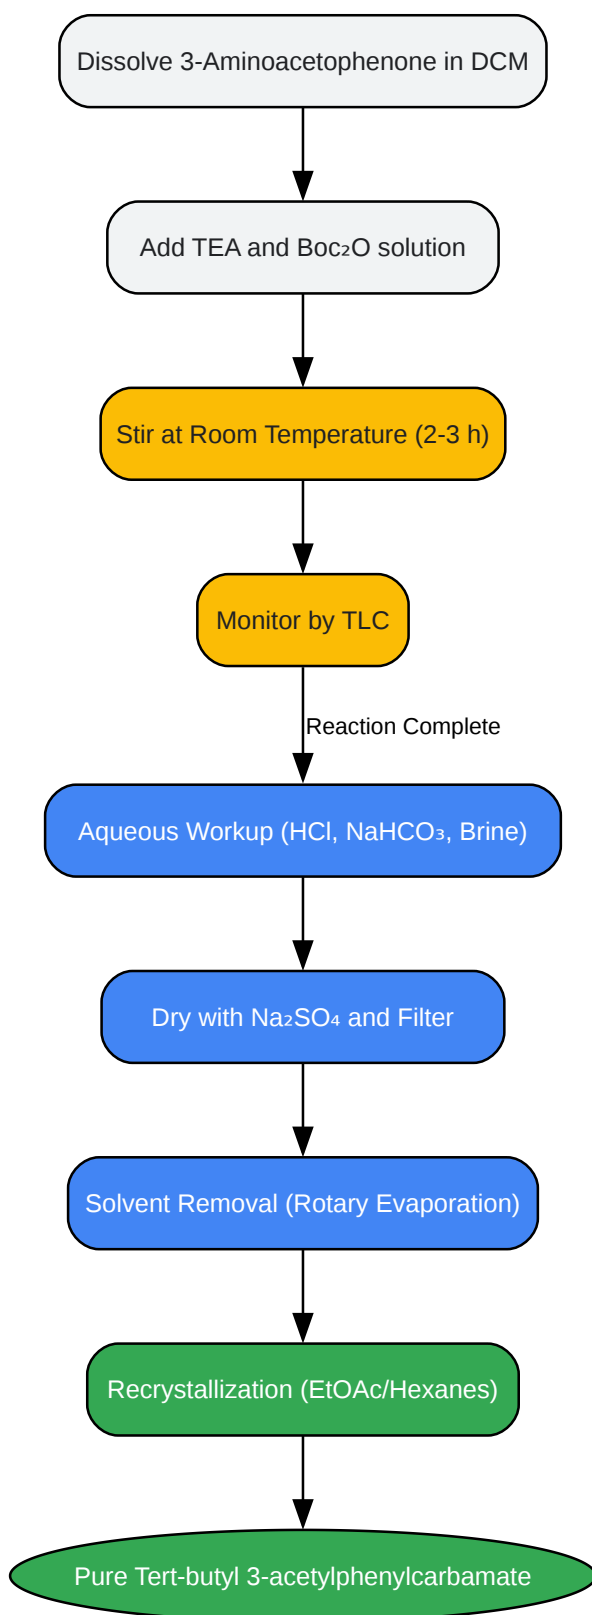 Dissolve 3-Aminoacetophenone in DCM
Add TEA and Boc₂O solution
Stir at Room Temperature (2-3 h)
Monitor by TLC
Reaction Complete
Aqueous Workup (HCl, NaHCO₃, Brine)
Dry with Na₂SO₄ and Filter
Solvent Removal (Rotary Evaporation)
Recrystallization (EtOAc/Hexanes)
Pure Tert-butyl 3-acetylphenylcarbamate